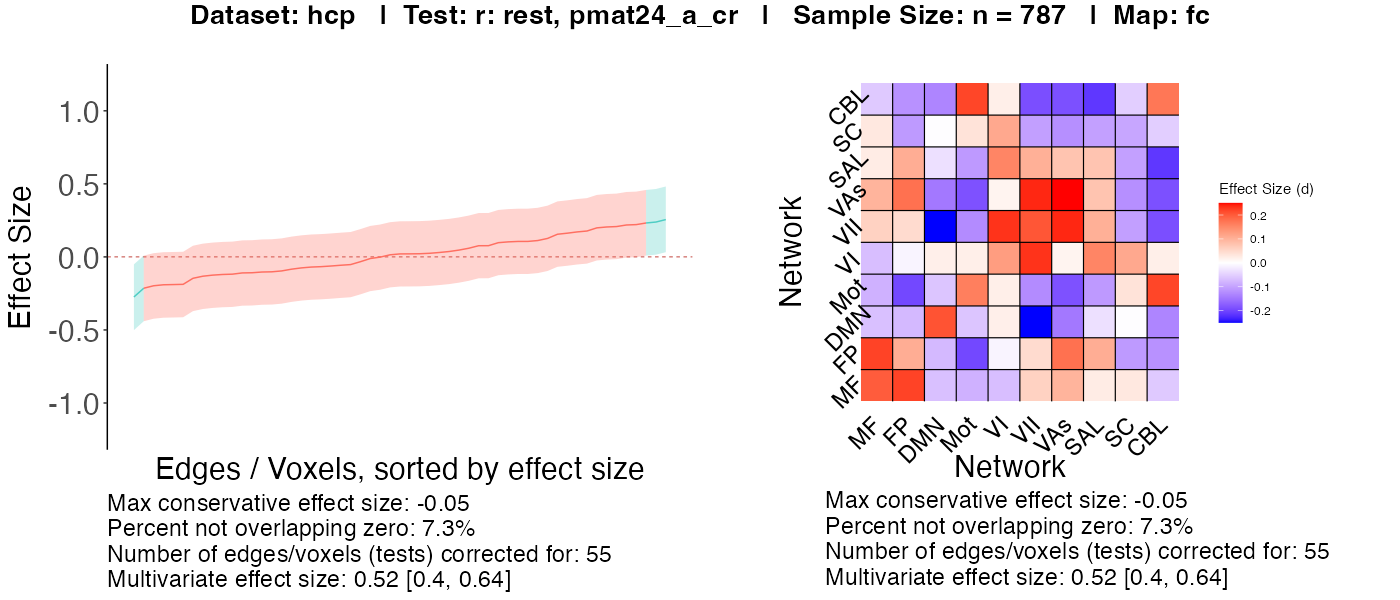 Dataset: hcp | Test: r: rest, pmat24_a_cr | Sample Size: n = 787 | Map: fc
Effect Size
1.0
0.5
0.0
-0.5
-1.0
Edges / Voxels, sorted by effect size
Max conservative effect size: -0.05
Percent not overlapping zero: 7.3%
Number of edges/voxels (tests) corrected for: 55
Multivariate effect size: 0.52 [0.4, 0.64]
Network
CBL
SC
SAL
VAs
VII
VI
Mot
DMN
FP
MF
MF
FP
DMN
Mot
VI
VII
VAs
SAL
SC
CBL
Network
Effect Size (d)
0.2
0.1
0.0
-0.1
-0.2
Max conservative effect size: -0.05
Percent not overlapping zero: 7.3%
Number of edges/voxels (tests) corrected for: 55
Multivariate effect size: 0.52 [0.4, 0.64]